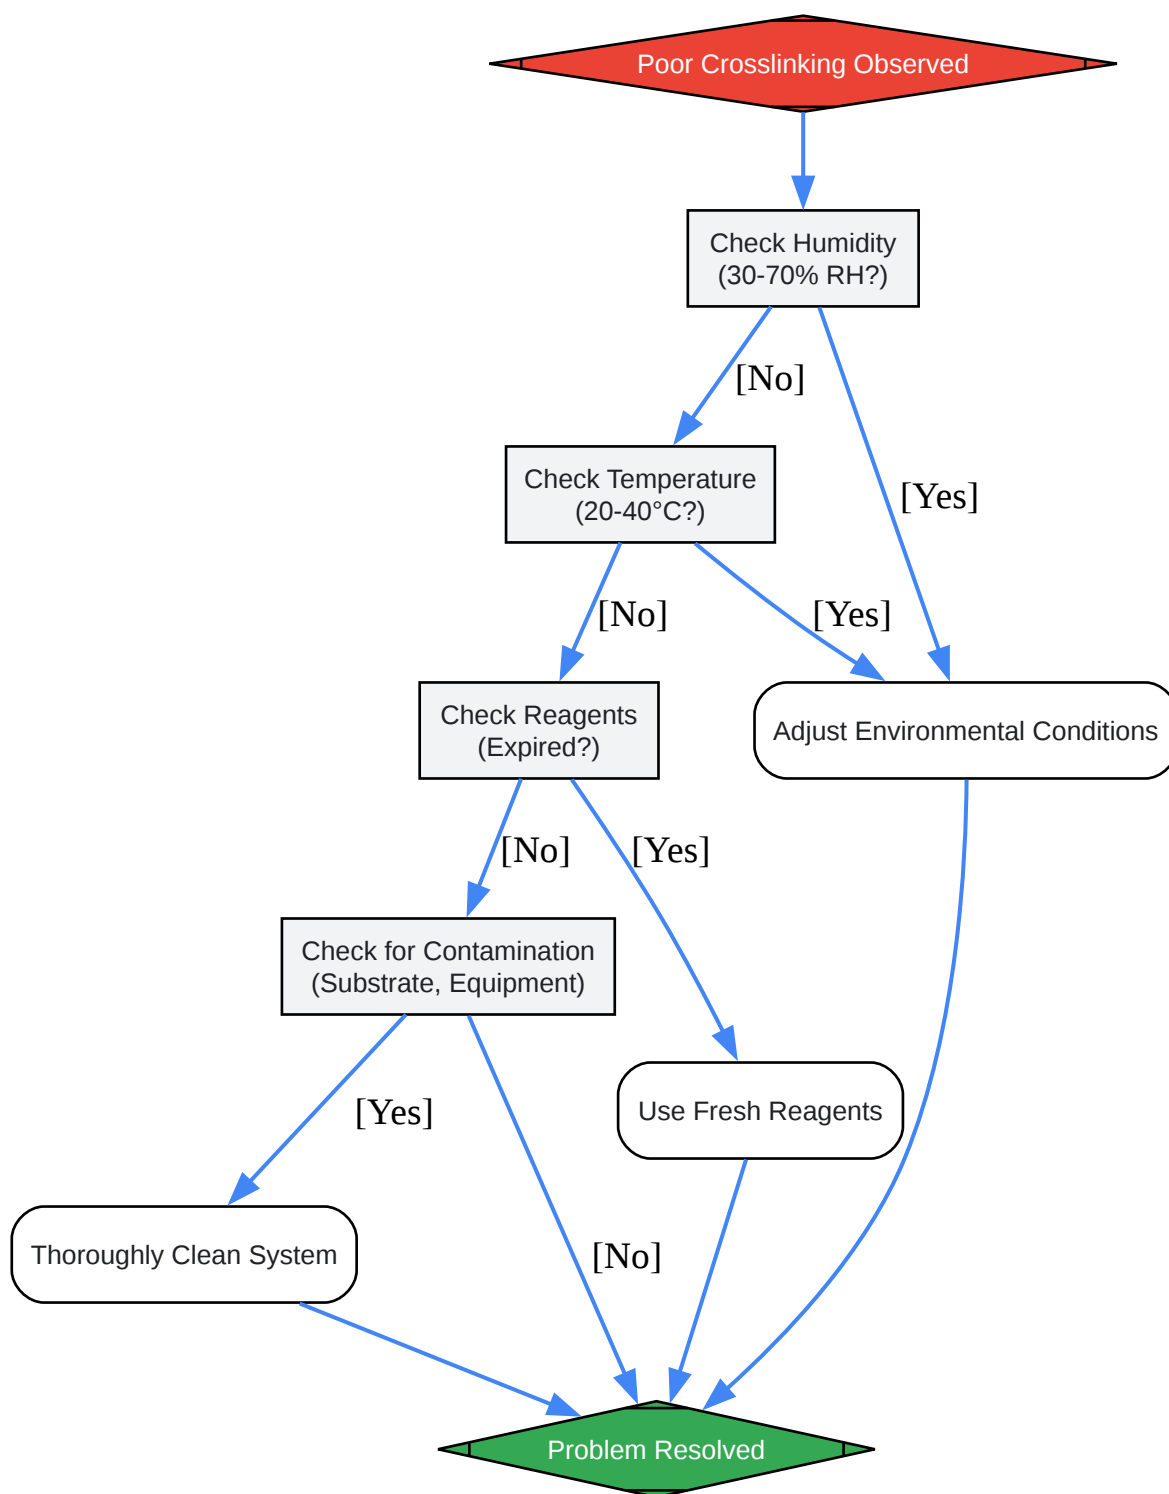 Poor Crosslinking Observed
Check Humidity
(30-70% RH?)
[No]
Check Temperature
(20-40°C?)
[Yes]
[No]
[Yes]
Check Reagents
(Expired?)
Adjust Environmental Conditions
[No]
[Yes]
Check for Contamination
(Substrate, Equipment)
[Yes]
Use Fresh Reagents
Thoroughly Clean System
[No]
Problem Resolved